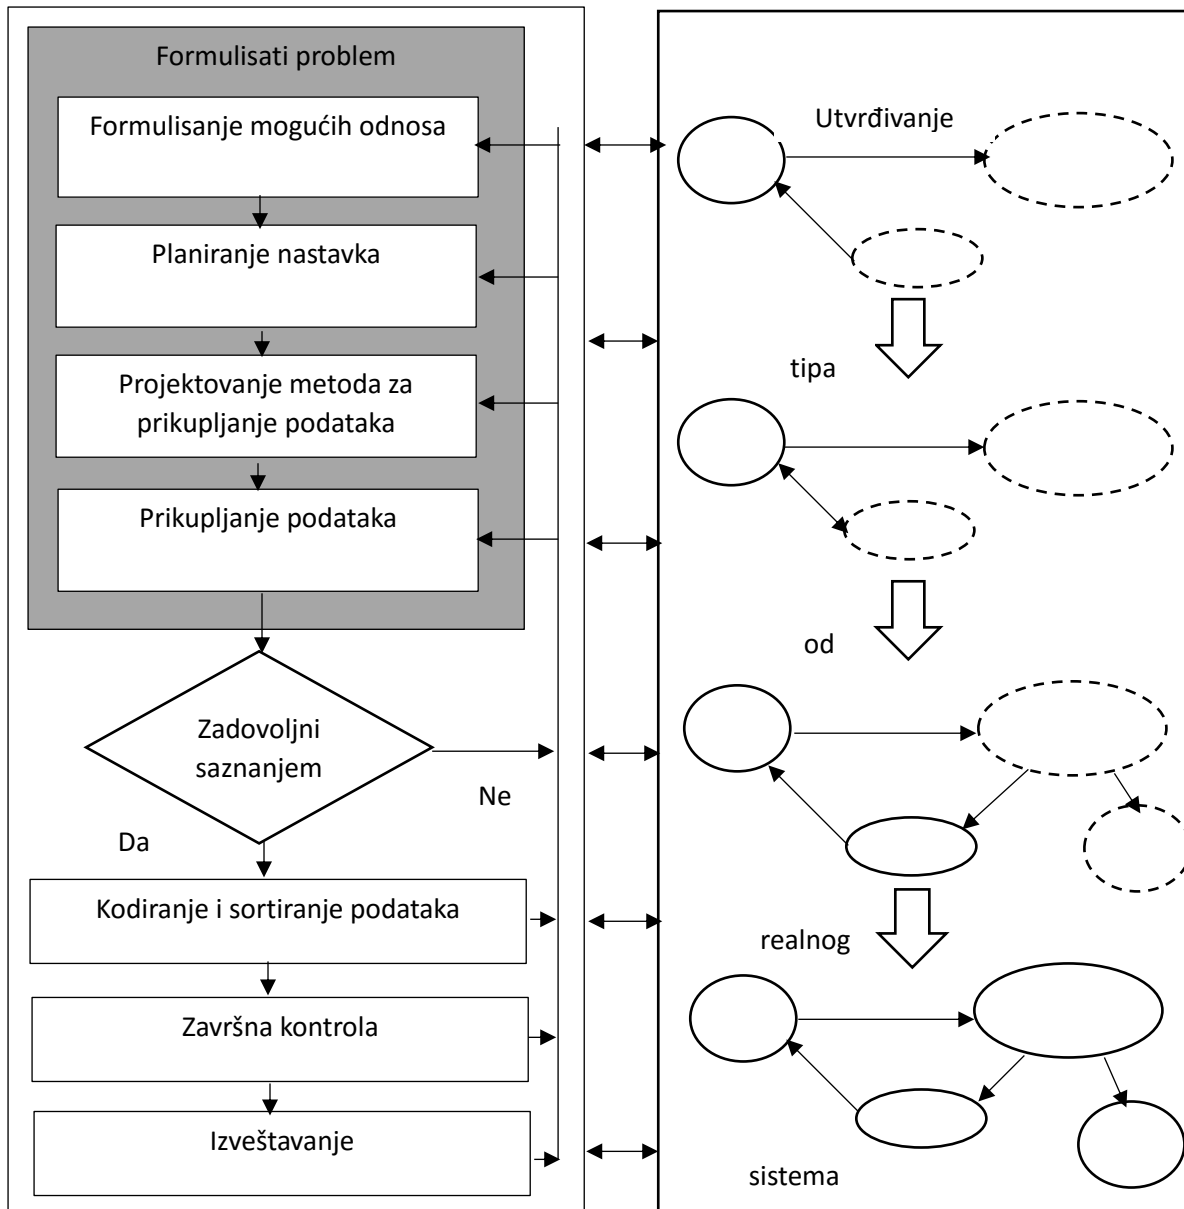 Formulisati problem
Formulisanje mogućih odnosa
Planiranje nastavka
Projektovanje metoda za
prikupljanje podataka
Prikupljanje podataka
Zadovoljni
saznanjem
Ne
Da
Kodiranje i sortiranje podataka
Završna kontrola
Izveštavanje
Utvrđivanje
tipa
od
realnog
sistema